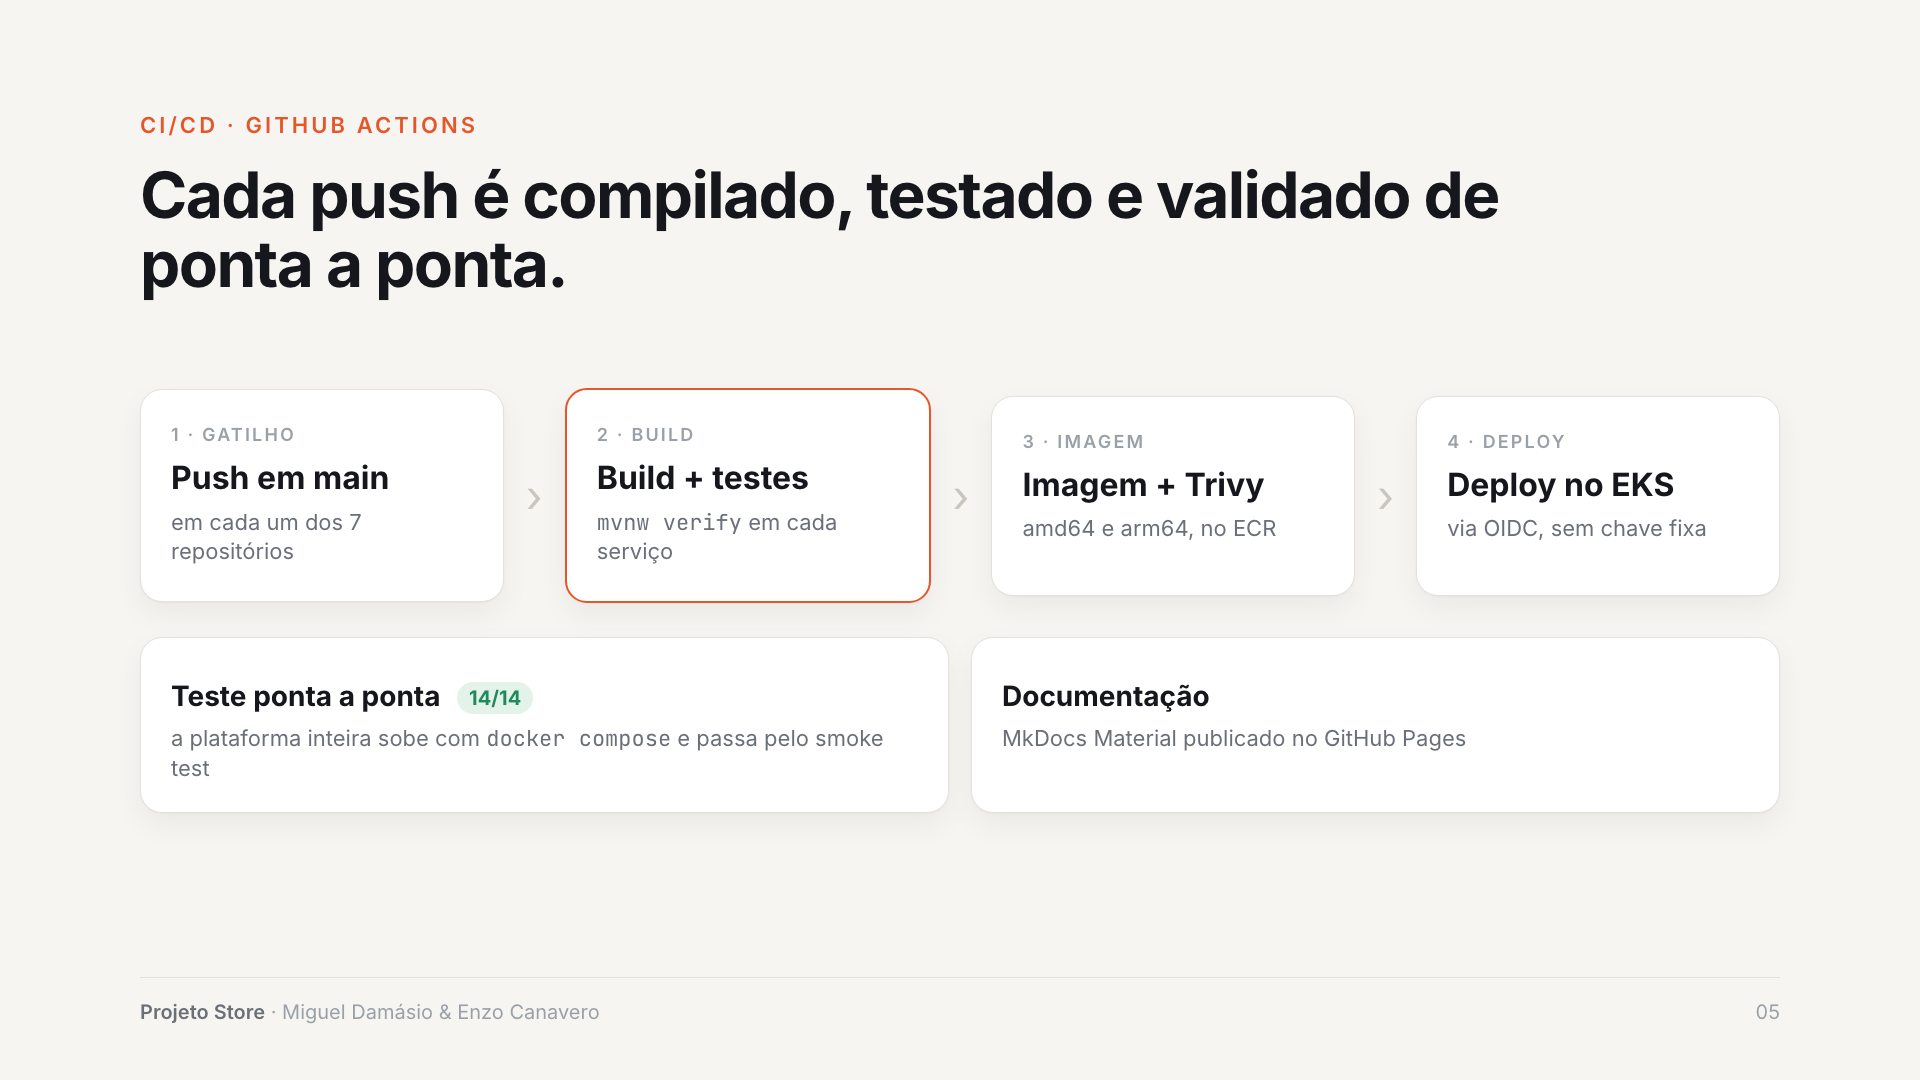 CI/CD · GITHUB ACTIONS
Cada push é compilado, testado e validado de
ponta a ponta.
1 · GATILHO
Push em main
em cada um dos 7
repositórios
2 · BUILD
Build + testes
mvnw verify em cada
serviço
3 · IMAGEM
Imagem + Trivy
amd64 e arm64, no ECR
4 · DEPLOY
Deploy no EKS
via OIDC, sem chave fixa
Teste ponta a ponta 14/14
a plataforma inteira sobe com docker compose e passa pelo smoke
test
Documentação
MkDocs Material publicado no GitHub Pages
Projeto Store · Miguel Damásio & Enzo Canavero
05